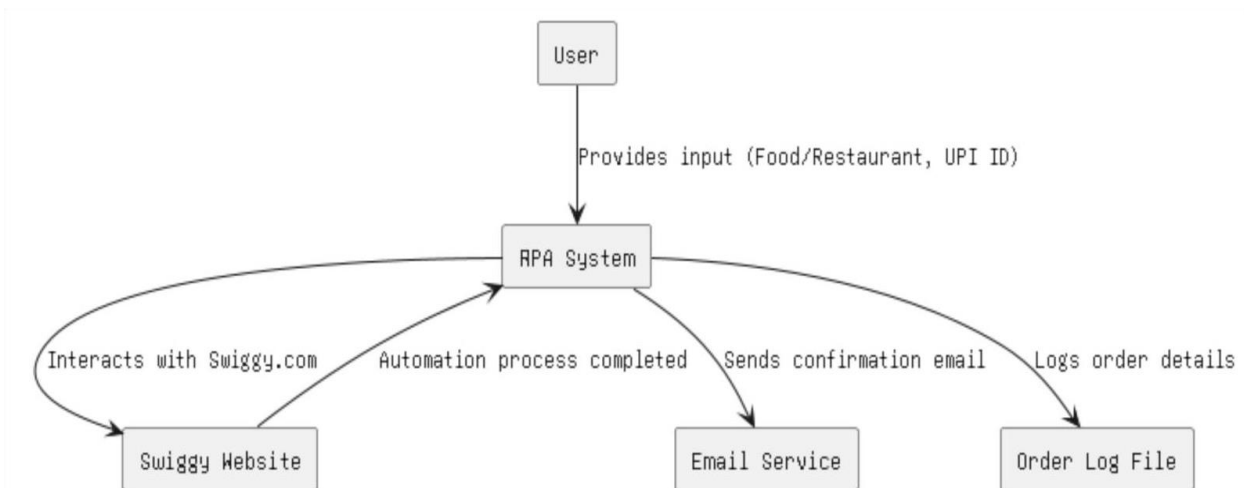 User
Provides input (Food/Restaurant, UPI ID)
RPA System
Interacts with Swiggy.com
Automation process completed
Sends confirmation email
Logs order details
Swiggy Website
Email Service
Order Log File